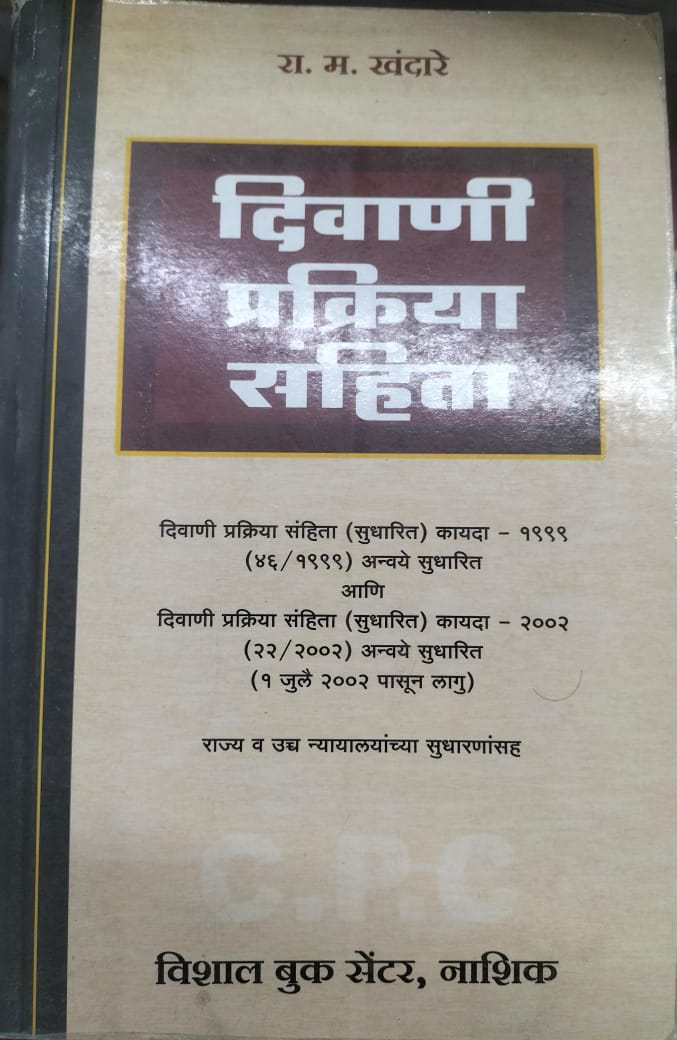 रा. म. खंदारे
दिवाणी
प्रक्रिया
संहिता
दिवाणी प्रक्रिया संहिता (सुधारित) कायदा - १९९९
(४६/१९९९) अन्वये सुधारित
आणि
दिवाणी प्रक्रिया संहिता (सुधारित) कायदा - २००२
(२२/२००२) अन्वये सुधारित
(१ जुलै २००२ पासून लागु)
राज्य व उच्च न्यायालयांच्या सुधारणांसह
C.P.C
विशाल बुक सेंटर, नाशिक